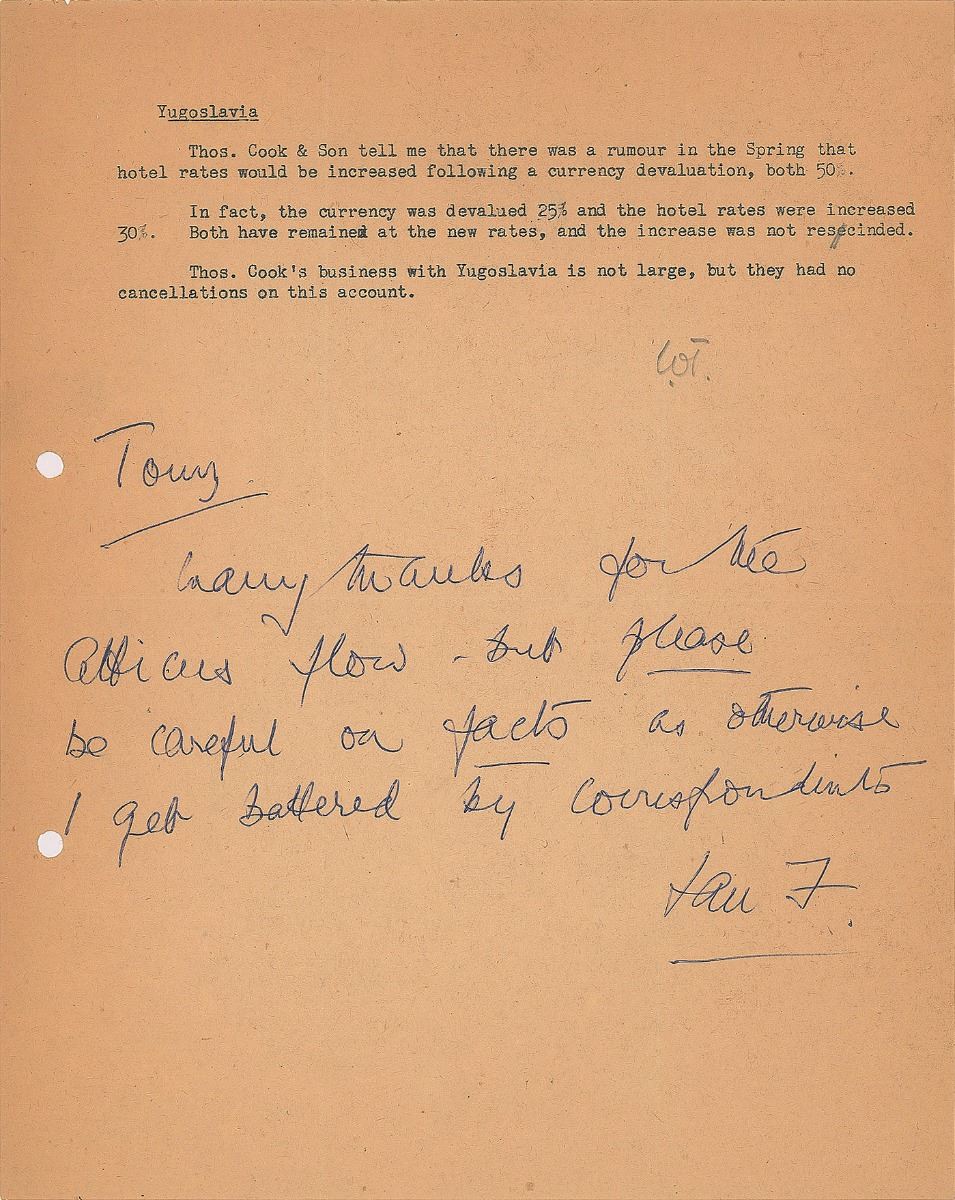 Yugoslavia
Thos. Cook & Son tell me that there was a rumour in the Spring that
hotel rates would be increased following a currency devaluation, both 50%.
In fact, the currency was devalued 25% and the hotel rates were increased
30%. Both have remained at the new rates, and the increase was not rescinded.
Thos. Cook's business with Yugoslavia is not large, but they had no
cancellations on this account.
W.T.
Tony
Many thanks for the
Atticus flow - but please
be careful on facts as otherwise
I get battered by correspondents
Ian F.